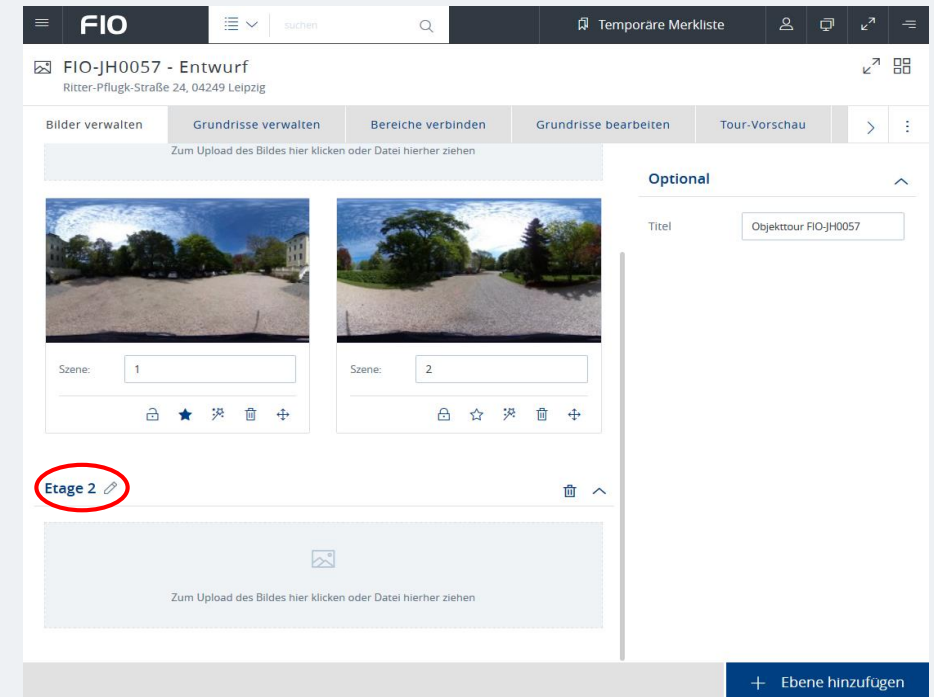 FIO
suchen
Temporäre Merkliste
FIO-JH0057 - Entwurf
Ritter-Pflugk-Straße 24, 04249 Leipzig
Bilder verwalten
Grundrisse verwalten
Bereiche verbinden
Grundrisse bearbeiten
Tour-Vorschau
Zum Upload des Bildes hier klicken oder Datei hierher ziehen
Optional
Titel
Objekttour FIO-JH0057
Szene: 1
Szene: 2
Etage 2
Zum Upload des Bildes hier klicken oder Datei hierher ziehen
+ Ebene hinzufügen